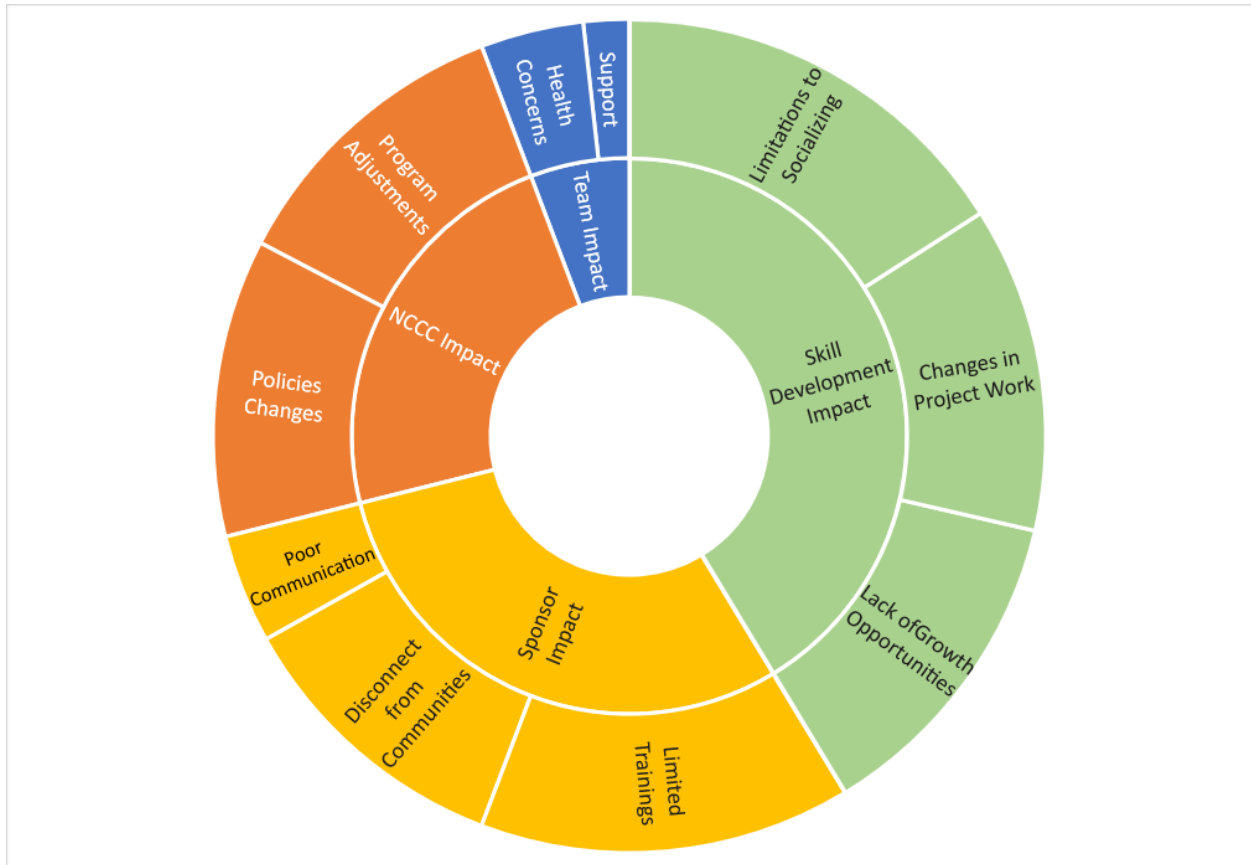 Limitations to
Socializing
Changes in
Project Work
Lack ofGrowth
Opportunities
Limited
Trainings
Disconnect
from
Communities
Poor
Communication
Policies
Changes
Program
Adjustments
Health
Concerns
Support
Team Impact
Skill
Development
Impact
Sponsor
Impact
NCCC Impact